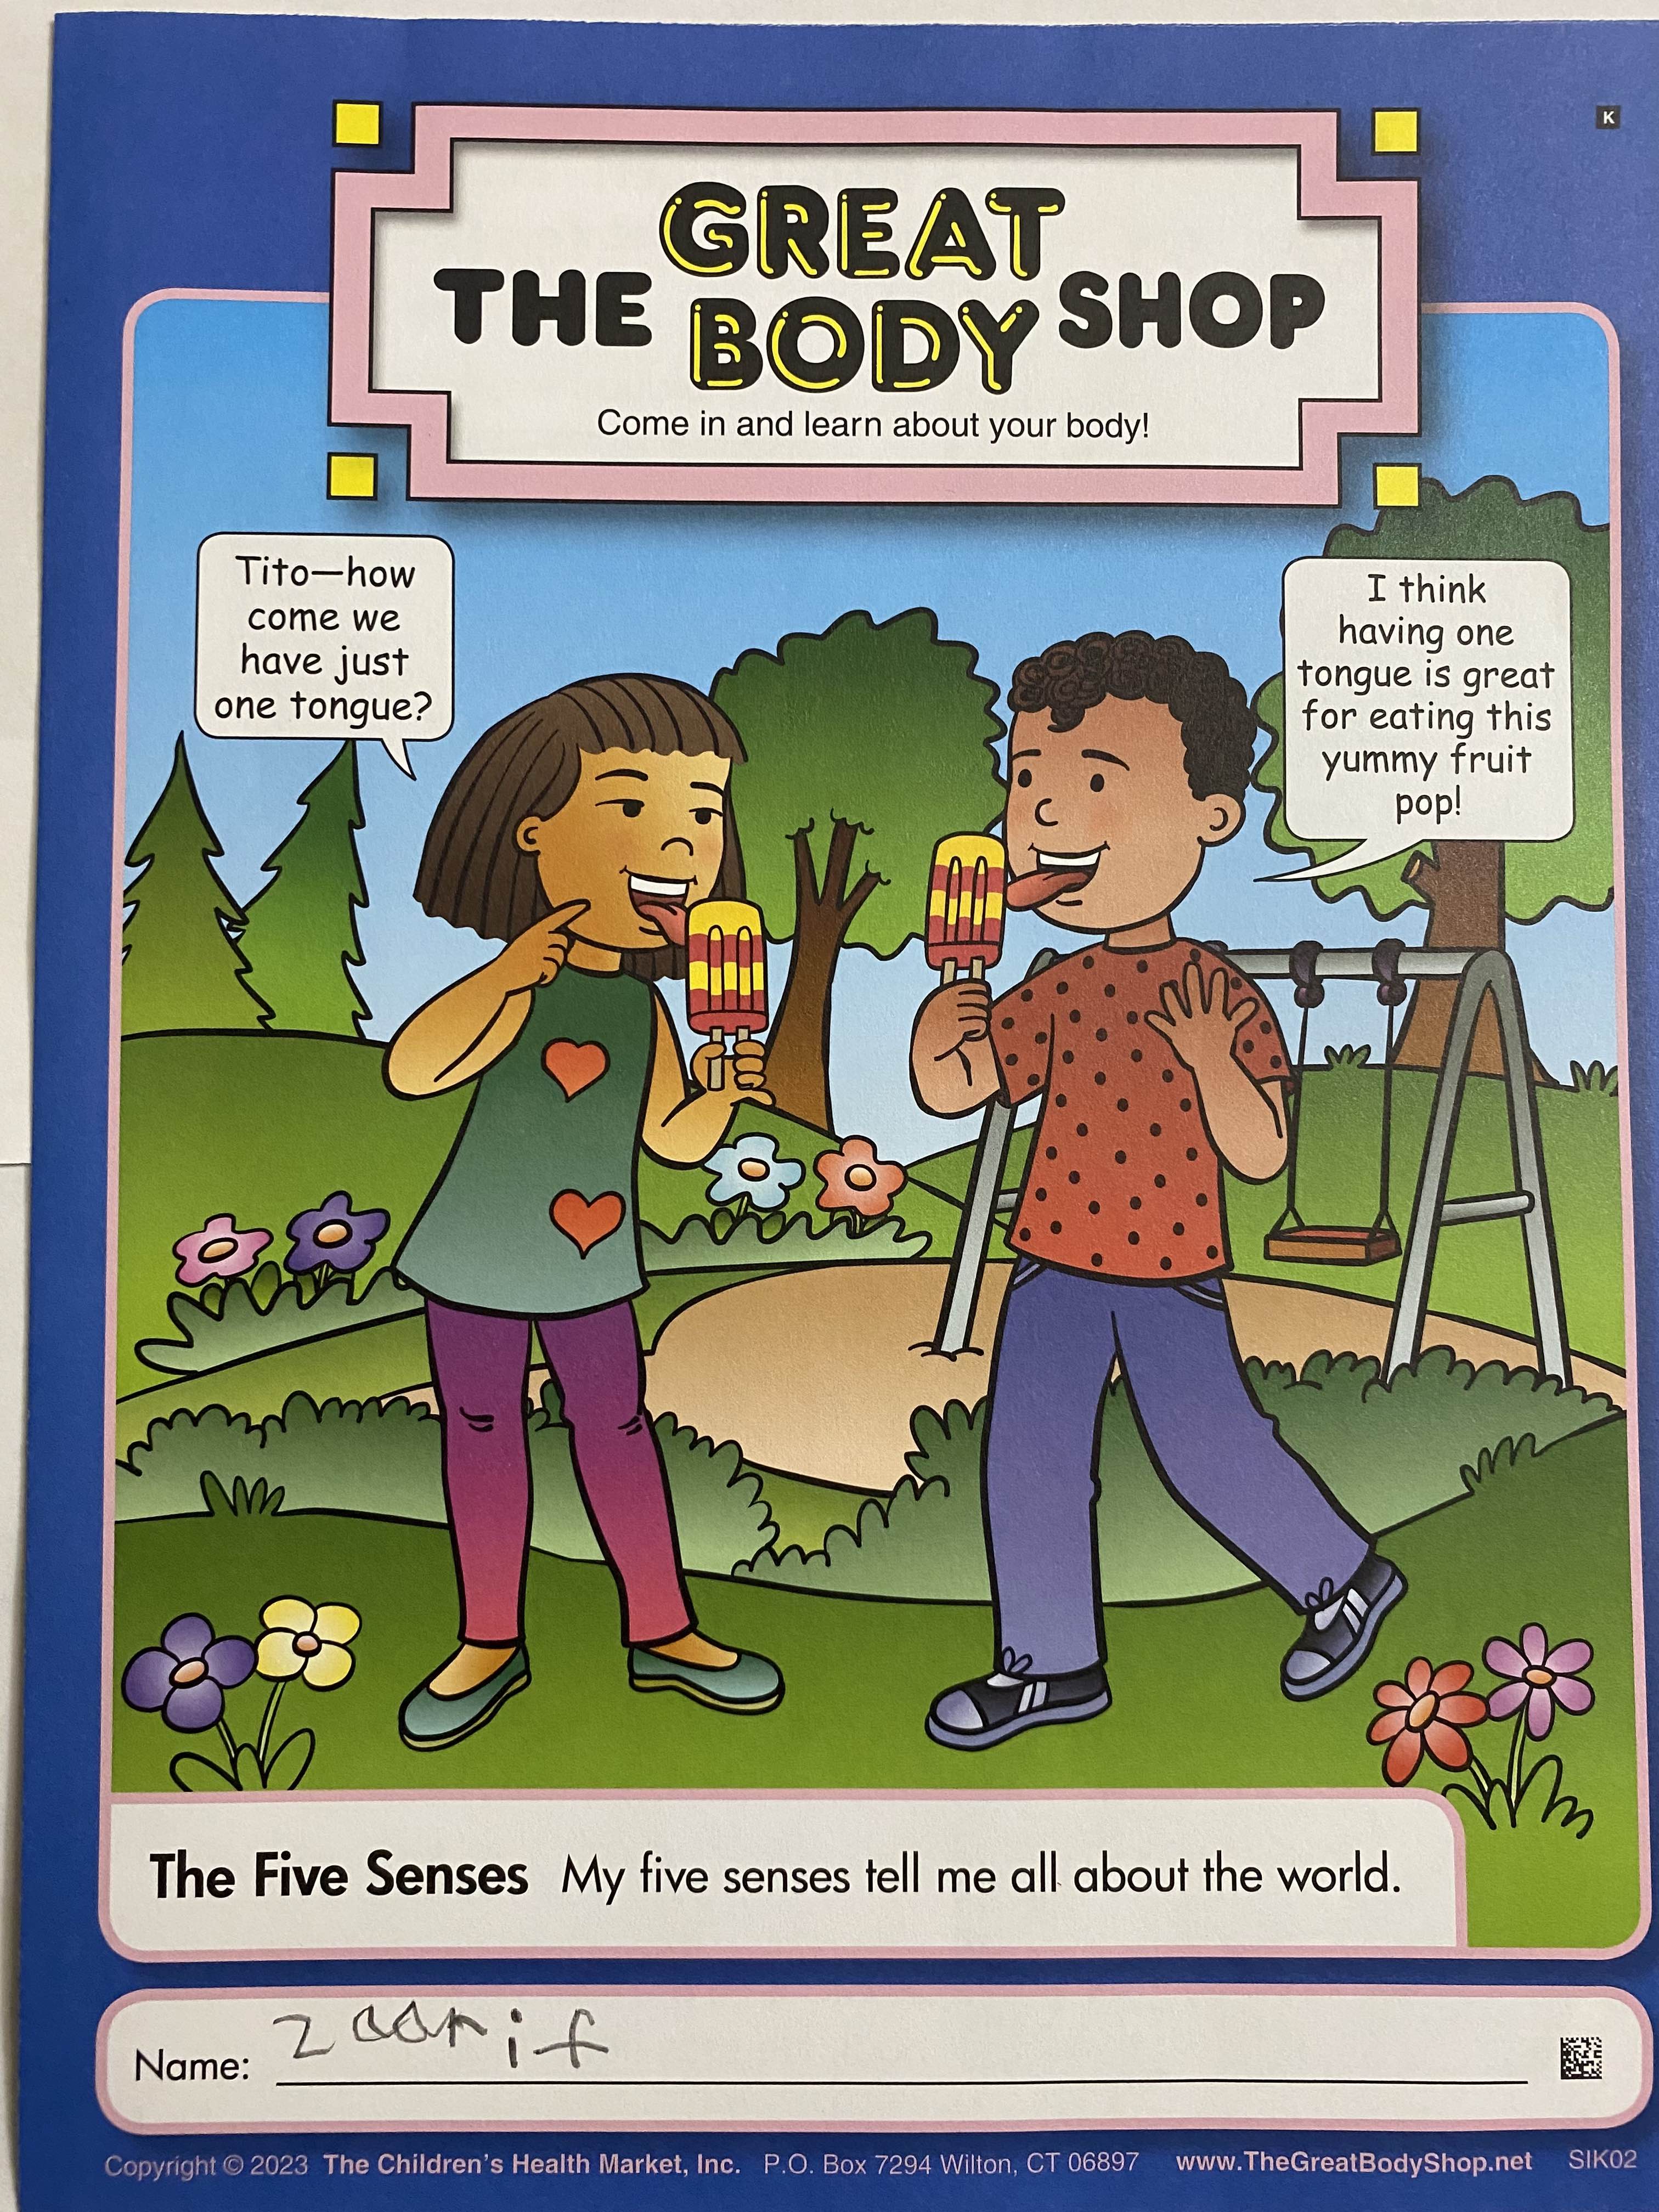 K
THE GREAT BODY SHOP
Come in and learn about your body!
Tito—how
come we
have just
one tongue?
I think
having one
tongue is great
for eating this
yummy fruit
pop!
The Five Senses My five senses tell me all about the world.
Name: zaarif
Copyright © 2023 The Children's Health Market, Inc. P.O. Box 7294 Wilton, CT 06897 www.TheGreatBodyShop.net SIK02